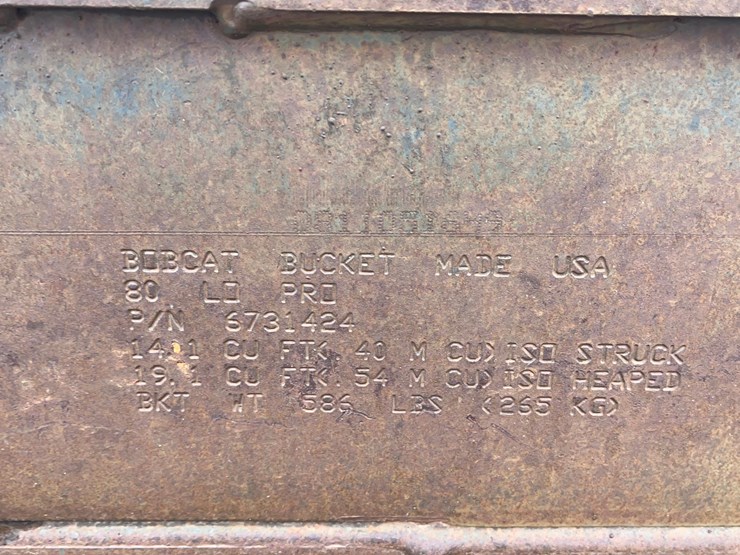 BOBCAT BUCKET MADE USA
80 LO PRO
P/N 6731424
14.1 CU FT<.40 M CU> ISO STRUCK
19.1 CU FT<.54 M CU> ISO HEAPED
BKT WT 586 LBS <265 KG>